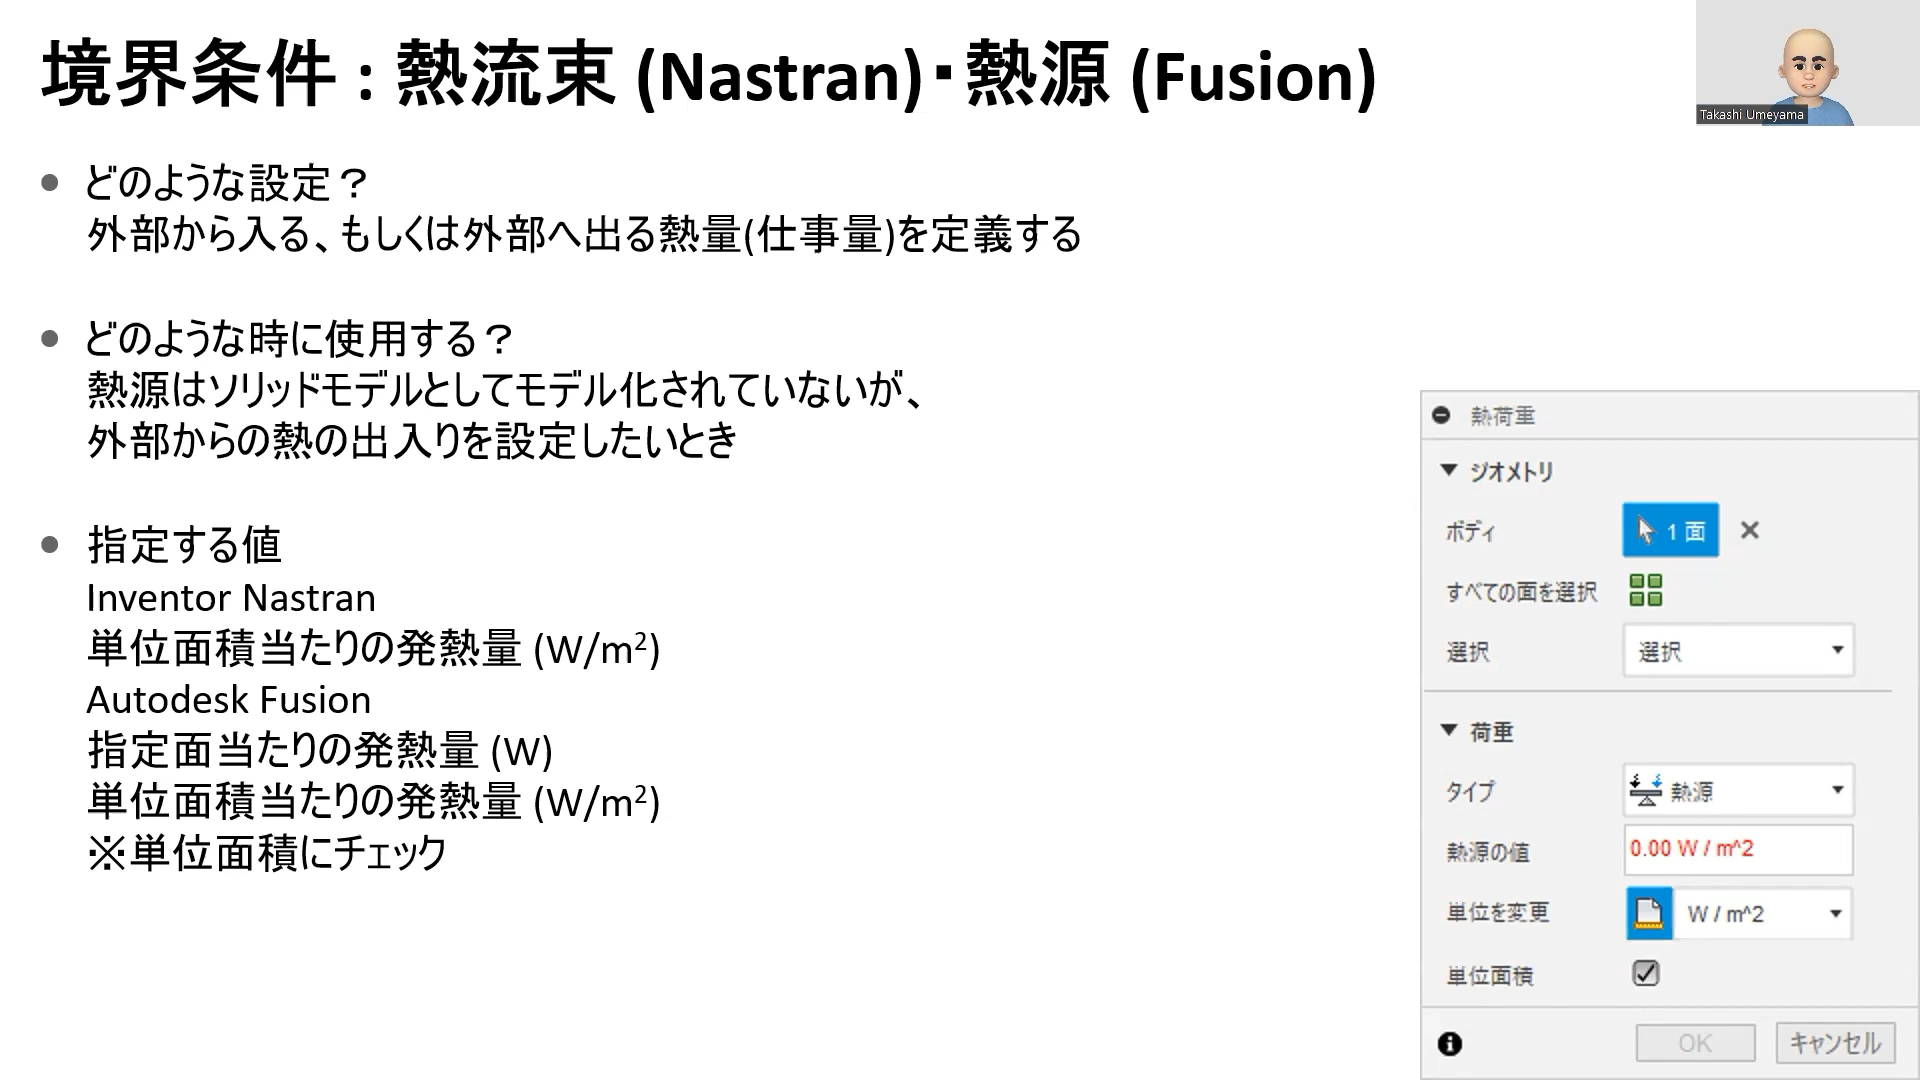 境界条件 : 熱流束 (Nastran)・熱源 (Fusion)
Takashi Umeyama
● どのような設定？
外部から入る、もしくは外部へ出る熱量(仕事量)を定義する
● どのような時に使用する？
熱源はソリッドモデルとしてモデル化されていないが、
外部からの熱の出入りを設定したいとき
● 指定する値
Inventor Nastran
単位面積当たりの発熱量 (W/m²)
Autodesk Fusion
指定面当たりの発熱量 (W)
単位面積当たりの発熱量 (W/m²)
※単位面積にチェック
熱荷重
▼ ジオメトリ
ボディ 1 面 ×
すべての面を選択
選択 選択
▼ 荷重
タイプ 熱源
熱源の値 0.00 W / m^2
単位を変更 W / m^2
単位面積
OK キャンセル